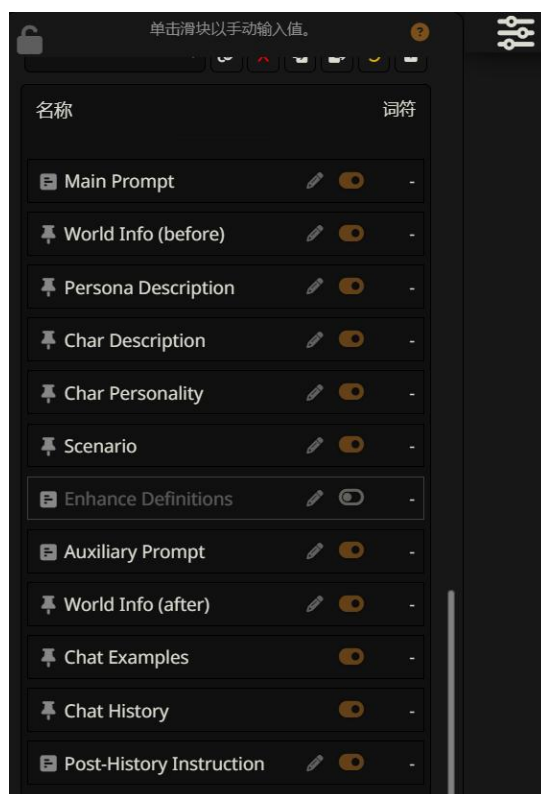 单击滑块以手动输入值。
名称 词符
Main Prompt -
World Info (before) -
Persona Description -
Char Description -
Char Personality -
Scenario -
Enhance Definitions -
Auxiliary Prompt -
World Info (after) -
Chat Examples -
Chat History -
Post-History Instruction -